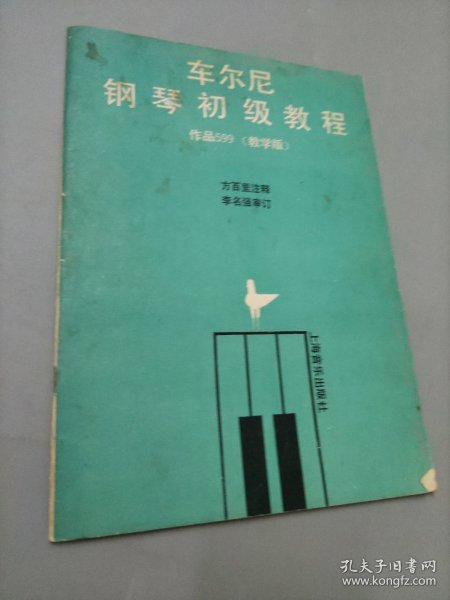 车尔尼
钢琴初级教程
作品599（教学版）
方百里注释
李名强审订
上海音乐出版社
孔夫子旧书网
www.kongfz.com